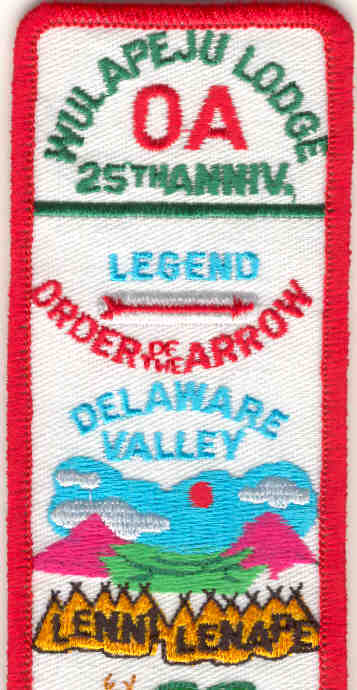 WULAPEJU LODGE
OA
25TH ANNIV.
LEGEND
ORDER OF THE ARROW
DELAWARE
VALLEY
LENNI LENAPE